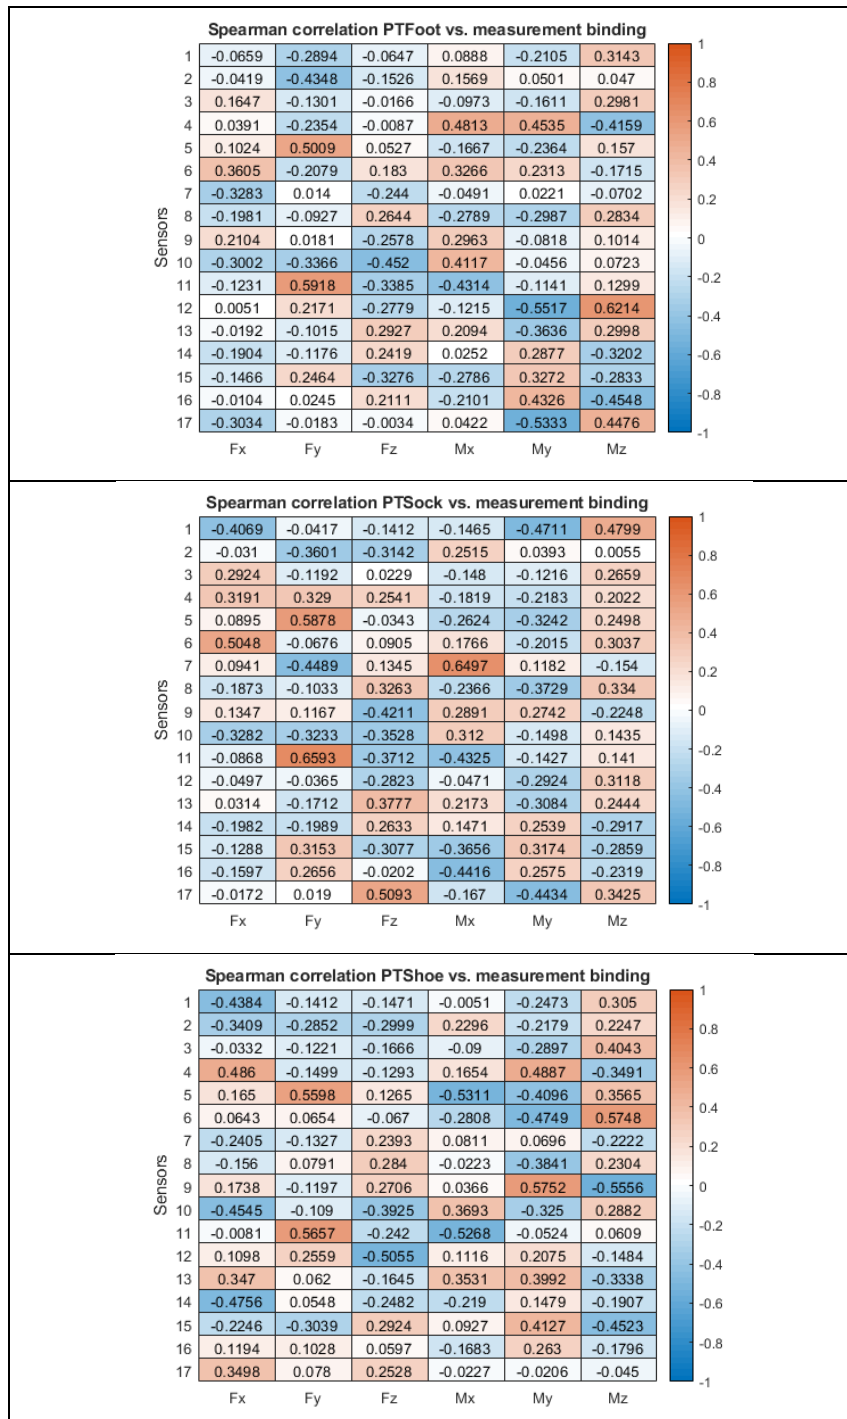 Spearman correlation PTFoot vs. measurement binding
1 -0.0659 -0.2894 -0.0647 0.0888 -0.2105 0.3143 1
2 -0.0419 -0.4348 -0.1526 0.1569 0.0501 0.047
3 0.1647 -0.1301 -0.0166 -0.0973 -0.1611 0.2981 0.8
4 0.0391 -0.2354 -0.0087 0.4813 0.4535 -0.4159 0.6
5 0.1024 0.5009 0.0527 -0.1667 -0.2364 0.157
6 0.3605 -0.2079 0.183 0.3266 0.2313 -0.1715 0.4
7 -0.3283 0.014 -0.244 -0.0491 0.0221 -0.0702 0.2
8 -0.1981 -0.0927 0.2644 -0.2789 -0.2987 0.2834
Sensors 9 0.2104 0.0181 -0.2578 0.2963 -0.0818 0.1014 0
10 -0.3002 -0.3366 -0.452 0.4117 -0.0456 0.0723
11 -0.1231 0.5918 -0.3385 -0.4314 -0.1141 0.1299 -0.2
12 0.0051 0.2171 -0.2779 -0.1215 -0.5517 0.6214 -0.4
13 -0.0192 -0.1015 0.2927 0.2094 -0.3636 0.2998
14 -0.1904 -0.1176 0.2419 0.0252 0.2877 -0.3202 -0.6
15 -0.1466 0.2464 -0.3276 -0.2786 0.3272 -0.2833
16 -0.0104 0.0245 0.2111 -0.2101 0.4326 -0.4548 -0.8
17 -0.3034 -0.0183 -0.0034 0.0422 -0.5333 0.4476 -1
Fx Fy Fz Mx My Mz
Spearman correlation PTSock vs. measurement binding
1 -0.4069 -0.0417 -0.1412 -0.1465 -0.4711 0.4799 1
2 -0.031 -0.3601 -0.3142 0.2515 0.0393 0.0055
3 0.2924 -0.1192 0.0229 -0.148 -0.1216 0.2659 0.8
4 0.3191 0.329 0.2541 -0.1819 -0.2183 0.2022 0.6
5 0.0895 0.5878 -0.0343 -0.2624 -0.3242 0.2498
6 0.5048 -0.0676 0.0905 0.1766 -0.2015 0.3037 0.4
7 0.0941 -0.4489 0.1345 0.6497 0.1182 -0.154 0.2
8 -0.1873 -0.1033 0.3263 -0.2366 -0.3729 0.334
Sensors 9 0.1347 0.1167 -0.4211 0.2891 0.2742 -0.2248 0
10 -0.3282 -0.3233 -0.3528 0.312 -0.1498 0.1435
11 -0.0868 0.6593 -0.3712 -0.4325 -0.1427 0.141 -0.2
12 -0.0497 -0.0365 -0.2823 -0.0471 -0.2924 0.3118 -0.4
13 0.0314 -0.1712 0.3777 0.2173 -0.3084 0.2444
14 -0.1982 -0.1989 0.2633 0.1471 0.2539 -0.2917 -0.6
15 -0.1288 0.3153 -0.3077 -0.3656 0.3174 -0.2859
16 -0.1597 0.2656 -0.0202 -0.4416 0.2575 -0.2319 -0.8
17 -0.0172 0.019 0.5093 -0.167 -0.4434 0.3425 -1
Fx Fy Fz Mx My Mz
Spearman correlation PTShoe vs. measurement binding
1 -0.4384 -0.1412 -0.1471 -0.0051 -0.2473 0.305 1
2 -0.3409 -0.2852 -0.2999 0.2296 -0.2179 0.2247
3 -0.0332 -0.1221 -0.1666 -0.09 -0.2897 0.4043 0.8
4 0.486 -0.1499 -0.1293 0.1654 0.4887 -0.3491 0.6
5 0.165 0.5598 0.1265 -0.5311 -0.4096 0.3565
6 0.0643 0.0654 -0.067 -0.2808 -0.4749 0.5748 0.4
7 -0.2405 -0.1327 0.2393 0.0811 0.0696 -0.2222 0.2
8 -0.156 0.0791 0.284 -0.0223 -0.3841 0.2304
Sensors 9 0.1738 -0.1197 0.2706 0.0366 0.5752 -0.5556 0
10 -0.4545 -0.109 -0.3925 0.3693 -0.325 0.2882
11 -0.0081 0.5657 -0.242 -0.5268 -0.0524 0.0609 -0.2
12 0.1098 0.2559 -0.5055 0.1116 0.2075 -0.1484 -0.4
13 0.347 0.062 -0.1645 0.3531 0.3992 -0.3338
14 -0.4756 0.0548 -0.2482 -0.219 0.1479 -0.1907 -0.6
15 -0.2246 -0.3039 0.2924 0.0927 0.4127 -0.4523
16 0.1194 0.1028 0.0597 -0.1683 0.263 -0.1796 -0.8
17 0.3498 0.078 0.2528 -0.0227 -0.0206 -0.045 -1
Fx Fy Fz Mx My Mz